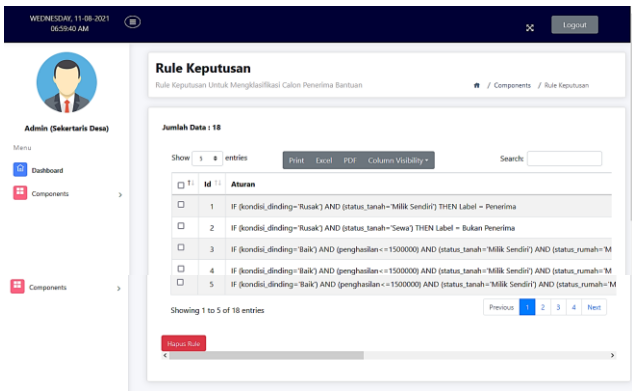 WEDNESDAY, 11-08-2021
06:59:40 AM
Logout
Admin (Sekertaris Desa)
Menu
Dashboard
Components
Components
Rule Keputusan
Rule Keputusan Untuk Mengklasifikasi Calon Penerima Bantuan
/ Components / Rule Keputusan
Jumlah Data : 18
Show 5 entries
Print Excel PDF Column Visibility
Search:
Id Aturan
1 IF (kondisi_dinding='Rusak') AND (status_tanah='Milik Sendiri') THEN Label = Penerima
2 IF (kondisi_dinding='Rusak') AND (status_tanah='Sewa') THEN Label = Bukan Penerima
3 IF (kondisi_dinding='Baik') AND (penghasilan<=1500000) AND (status_tanah='Milik Sendiri') AND (status_rumah='M
4 IF (kondisi_dinding='Baik') AND (penghasilan<=1500000) AND (status_tanah='Milik Sendiri') AND (status_rumah='M
5 IF (kondisi_dinding='Baik') AND (penghasilan<=1500000) AND (status_tanah='Milik Sendiri') AND (status_rumah='M
Showing 1 to 5 of 18 entries
Previous 1 2 3 4 Next
Hapus Rule